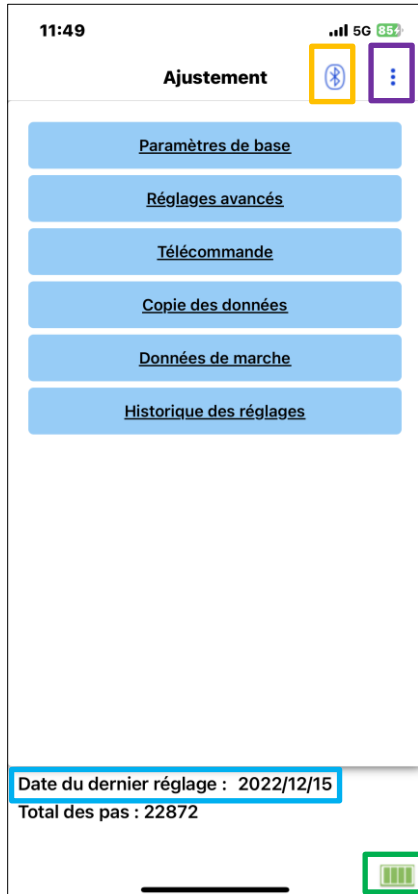 11:49 5G 85
Ajustement
Paramètres de base
Réglages avancés
Télécommande
Copie des données
Données de marche
Historique des réglages
Date du dernier réglage : 2022/12/15
Total des pas : 22872